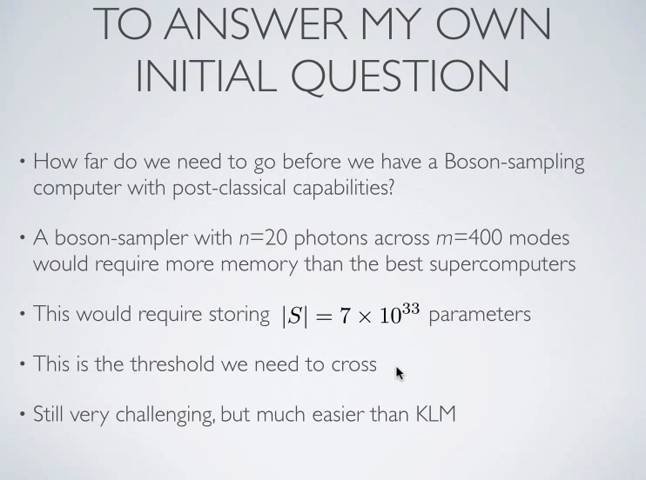 TO ANSWER MY OWN
INITIAL QUESTION
• How far do we need to go before we have a Boson-sampling
computer with post-classical capabilities?
• A boson-sampler with n=20 photons across m=400 modes
would require more memory than the best supercomputers
• This would require storing |S| = 7 × 10³³ parameters
• This is the threshold we need to cross
• Still very challenging, but much easier than KLM